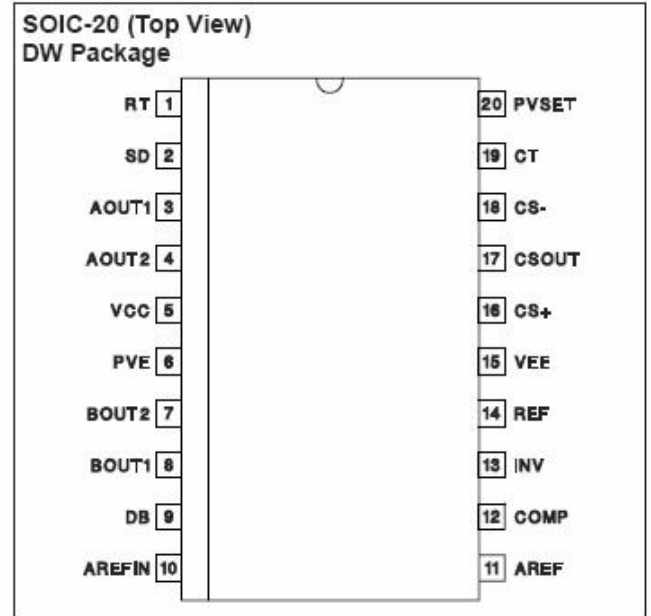 SOIC-20 (Top View)
DW Package
RT 1
20 PVSET
SD 2
19 CT
AOUT1 3
18 CS-
AOUT2 4
17 CSOUT
VCC 5
16 CS+
PVE 6
15 VEE
BOUT2 7
14 REF
BOUT1 8
13 INV
DB 9
12 COMP
AREFIN 10
11 AREF